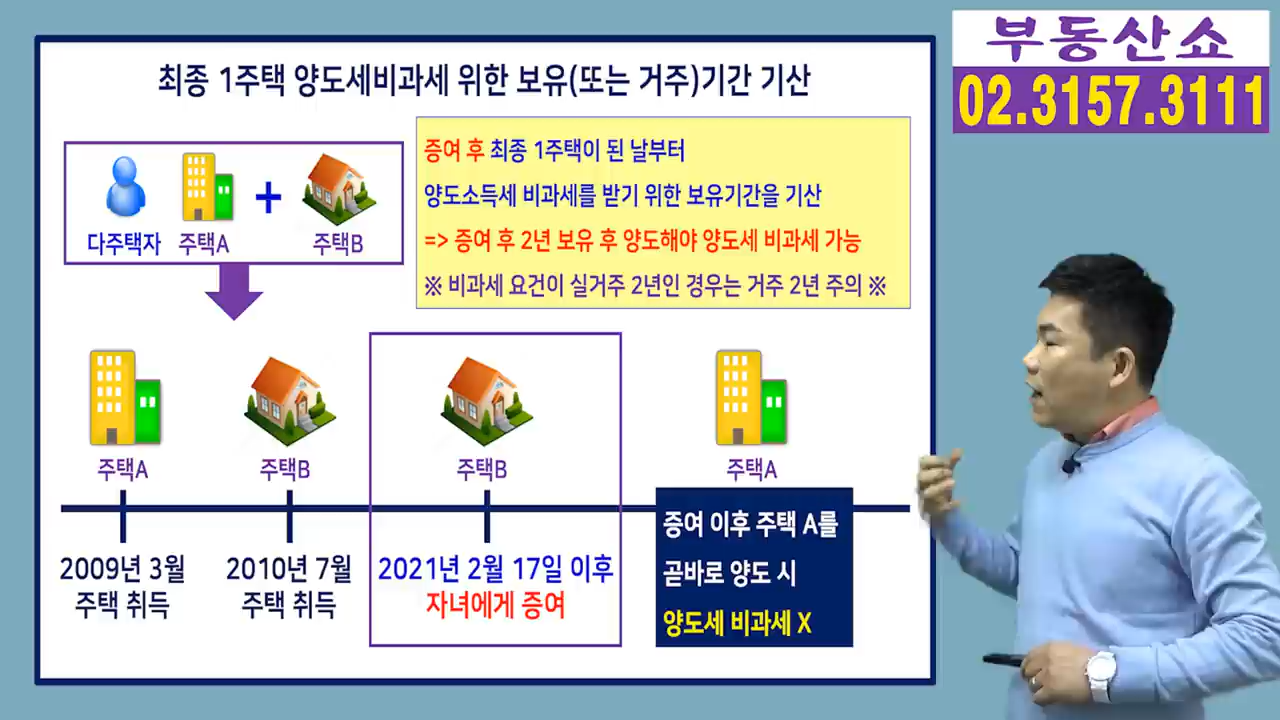 부동산쇼
02.3157.3111
최종 1주택 양도세비과세 위한 보유(또는 거주)기간 기산
다주택자 주택A + 주택B
증여 후 최종 1주택이 된 날부터
양도소득세 비과세를 받기 위한 보유기간을 기산
=> 증여 후 2년 보유 후 양도해야 양도세 비과세 가능
※ 비과세 요건이 실거주 2년인 경우는 거주 2년 주의 ※
주택A
주택B
주택B
주택A
2009년 3월
주택 취득
2010년 7월
주택 취득
2021년 2월 17일 이후
자녀에게 증여
증여 이후 주택 A를
곧바로 양도 시
양도세 비과세 X